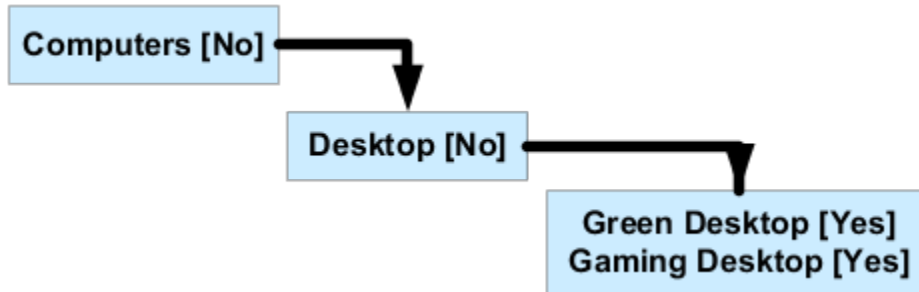 Computers [No]
Desktop [No]
Green Desktop [Yes]
Gaming Desktop [Yes]